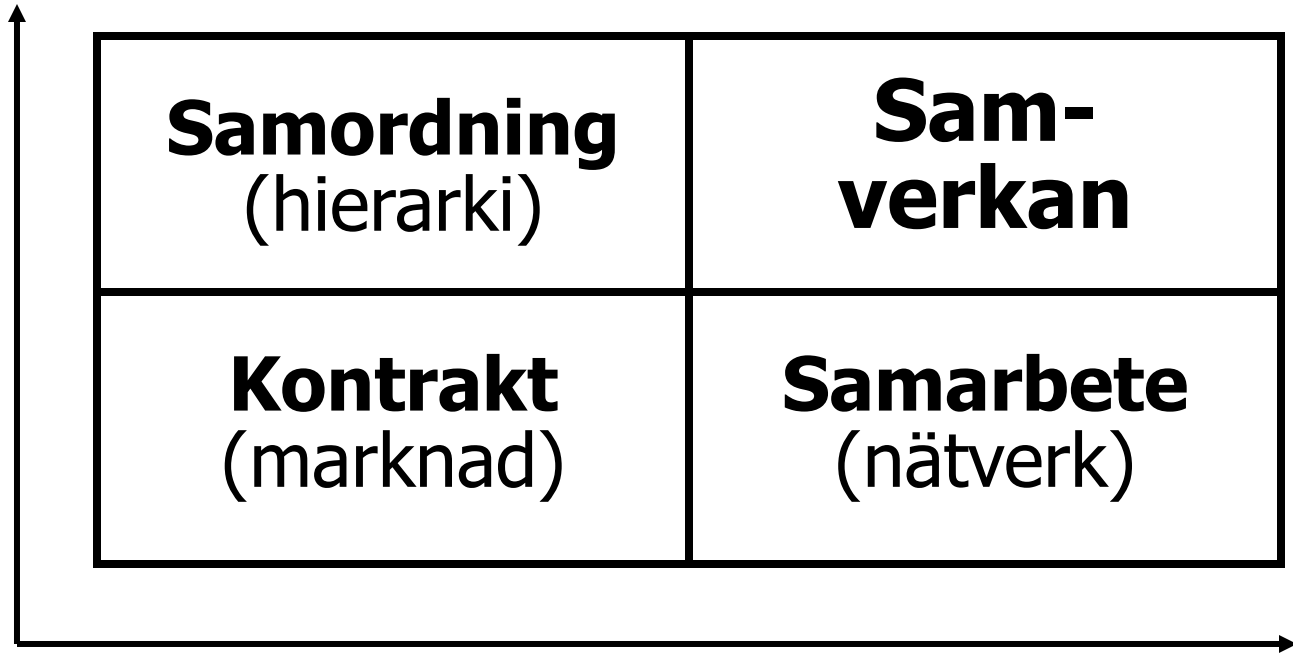 Samordning
(hierarki)
Sam-
verkan
Kontrakt
(marknad)
Samarbete
(nätverk)